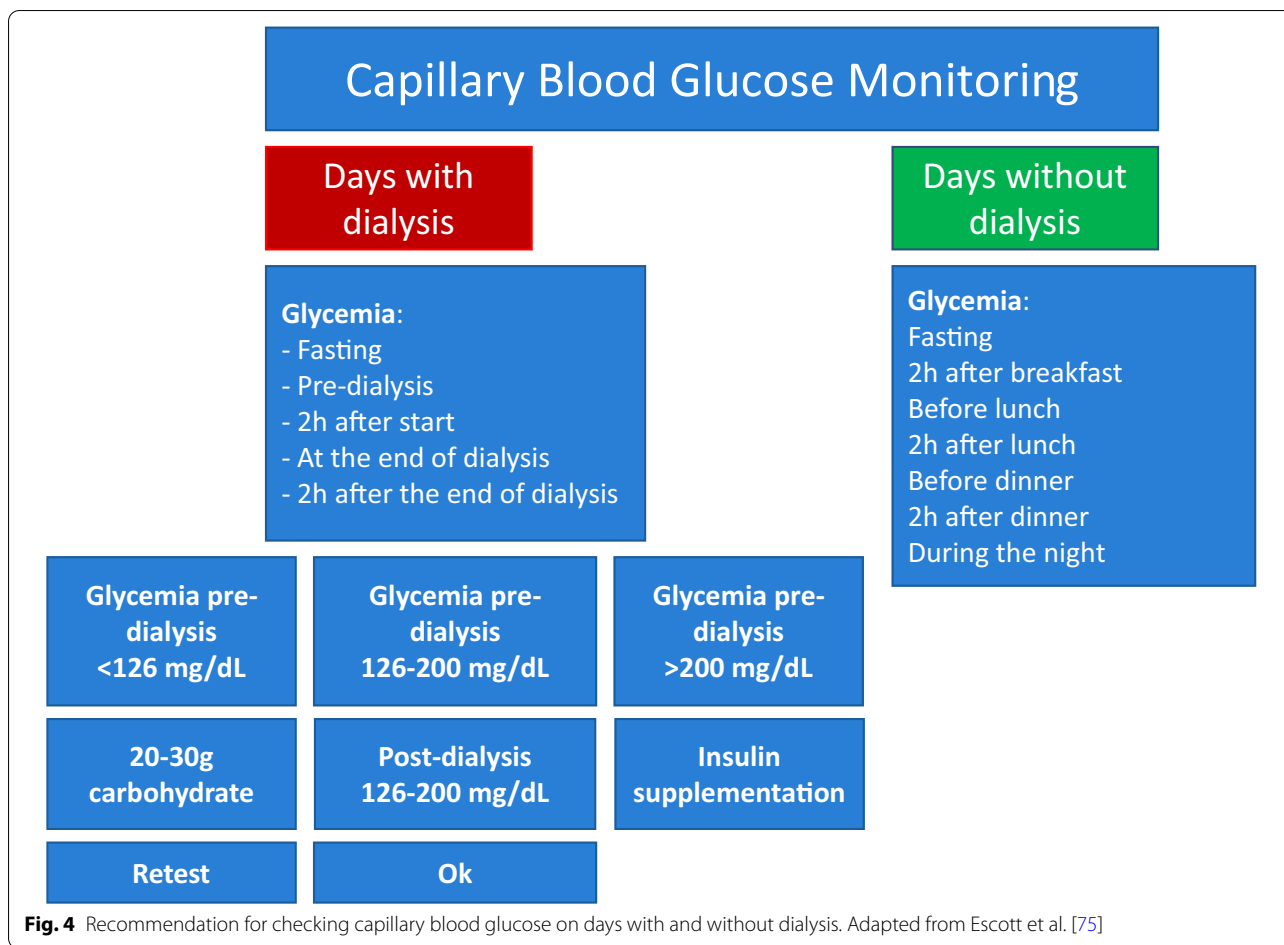 Capillary Blood Glucose Monitoring
Days with
dialysis
Glycemia:
- Fasting
- Pre-dialysis
- 2h after start
- At the end of dialysis
- 2h after the end of dialysis
Glycemia pre-
dialysis
<126 mg/dL
20-30g
carbohydrate
Retest
Glycemia pre-
dialysis
126-200 mg/dL
Post-dialysis
126-200 mg/dL
Ok
Glycemia pre-
dialysis
>200 mg/dL
Insulin
supplementation
Days without
dialysis
Glycemia:
Fasting
2h after breakfast
Before lunch
2h after lunch
Before dinner
2h after dinner
During the night
Fig. 4 Recommendation for checking capillary blood glucose on days with and without dialysis. Adapted from Escott et al. [75]